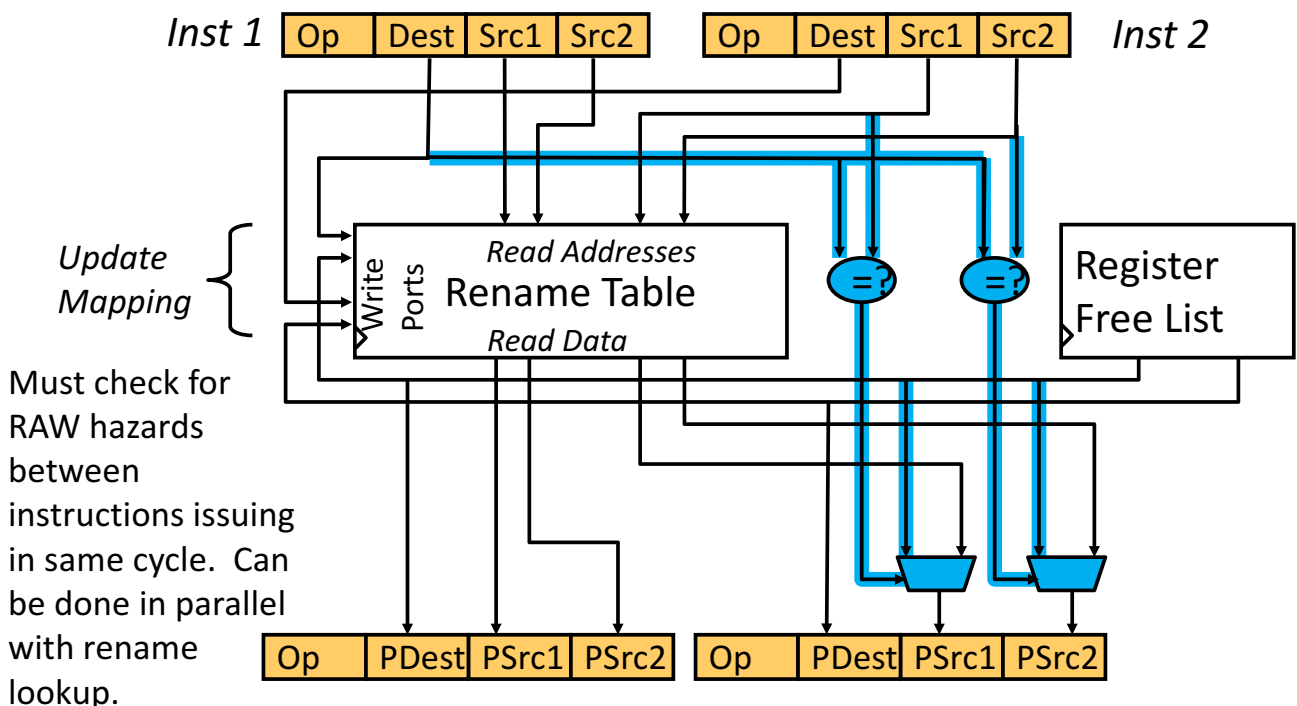 Inst 1 Op Dest Src1 Src2 Op Dest Src1 Src2 Inst 2
Update
Mapping
Write
Ports
Read Addresses
Rename Table
Read Data
=?
=?
Register
Free List
Must check for
RAW hazards
between
instructions issuing
in same cycle. Can
be done in parallel
with rename
lookup.
Op PDest PSrc1 PSrc2 Op PDest PSrc1 PSrc2